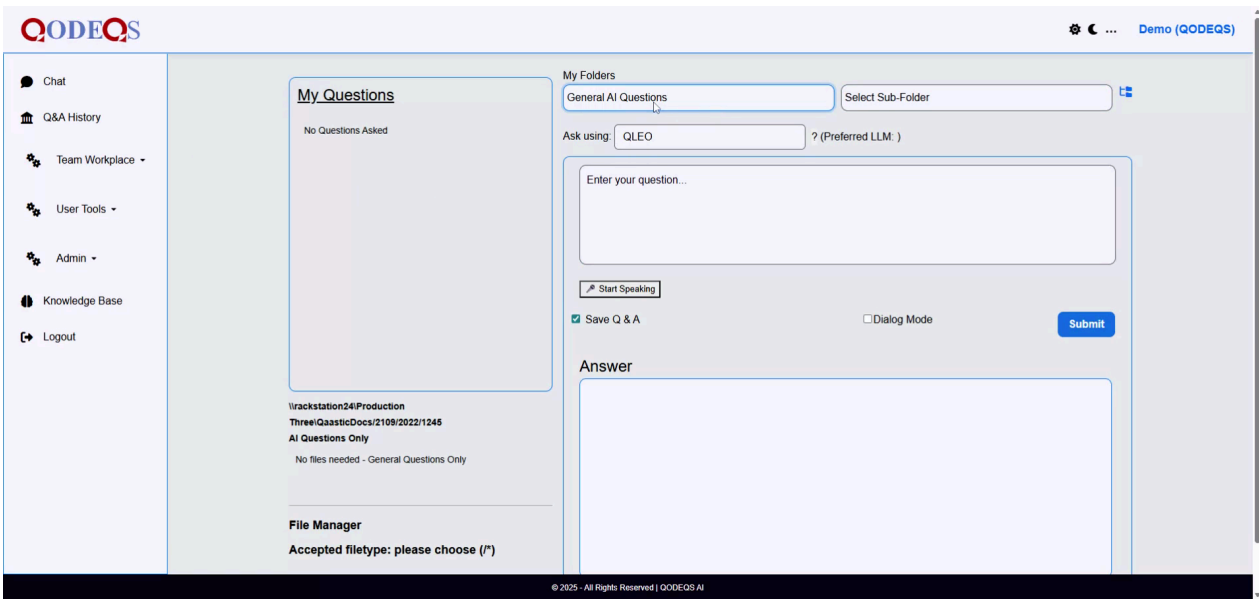 QODEQS
... Demo (QODEQS)
Chat
Q&A History
Team Workplace
User Tools
Admin
Knowledge Base
Logout
My Questions
No Questions Asked
\\rackstation24\Production
Three\QaasticDocs/2109/2022/1245
AI Questions Only
No files needed - General Questions Only
File Manager
Accepted filetype: please choose (/*)
My Folders
General AI Questions
Select Sub-Folder
Ask using: QLEO ? (Preferred LLM: )
Enter your question...
Start Speaking
Save Q & A
Dialog Mode
Submit
Answer
© 2025 - All Rights Reserved | QODEQS AI